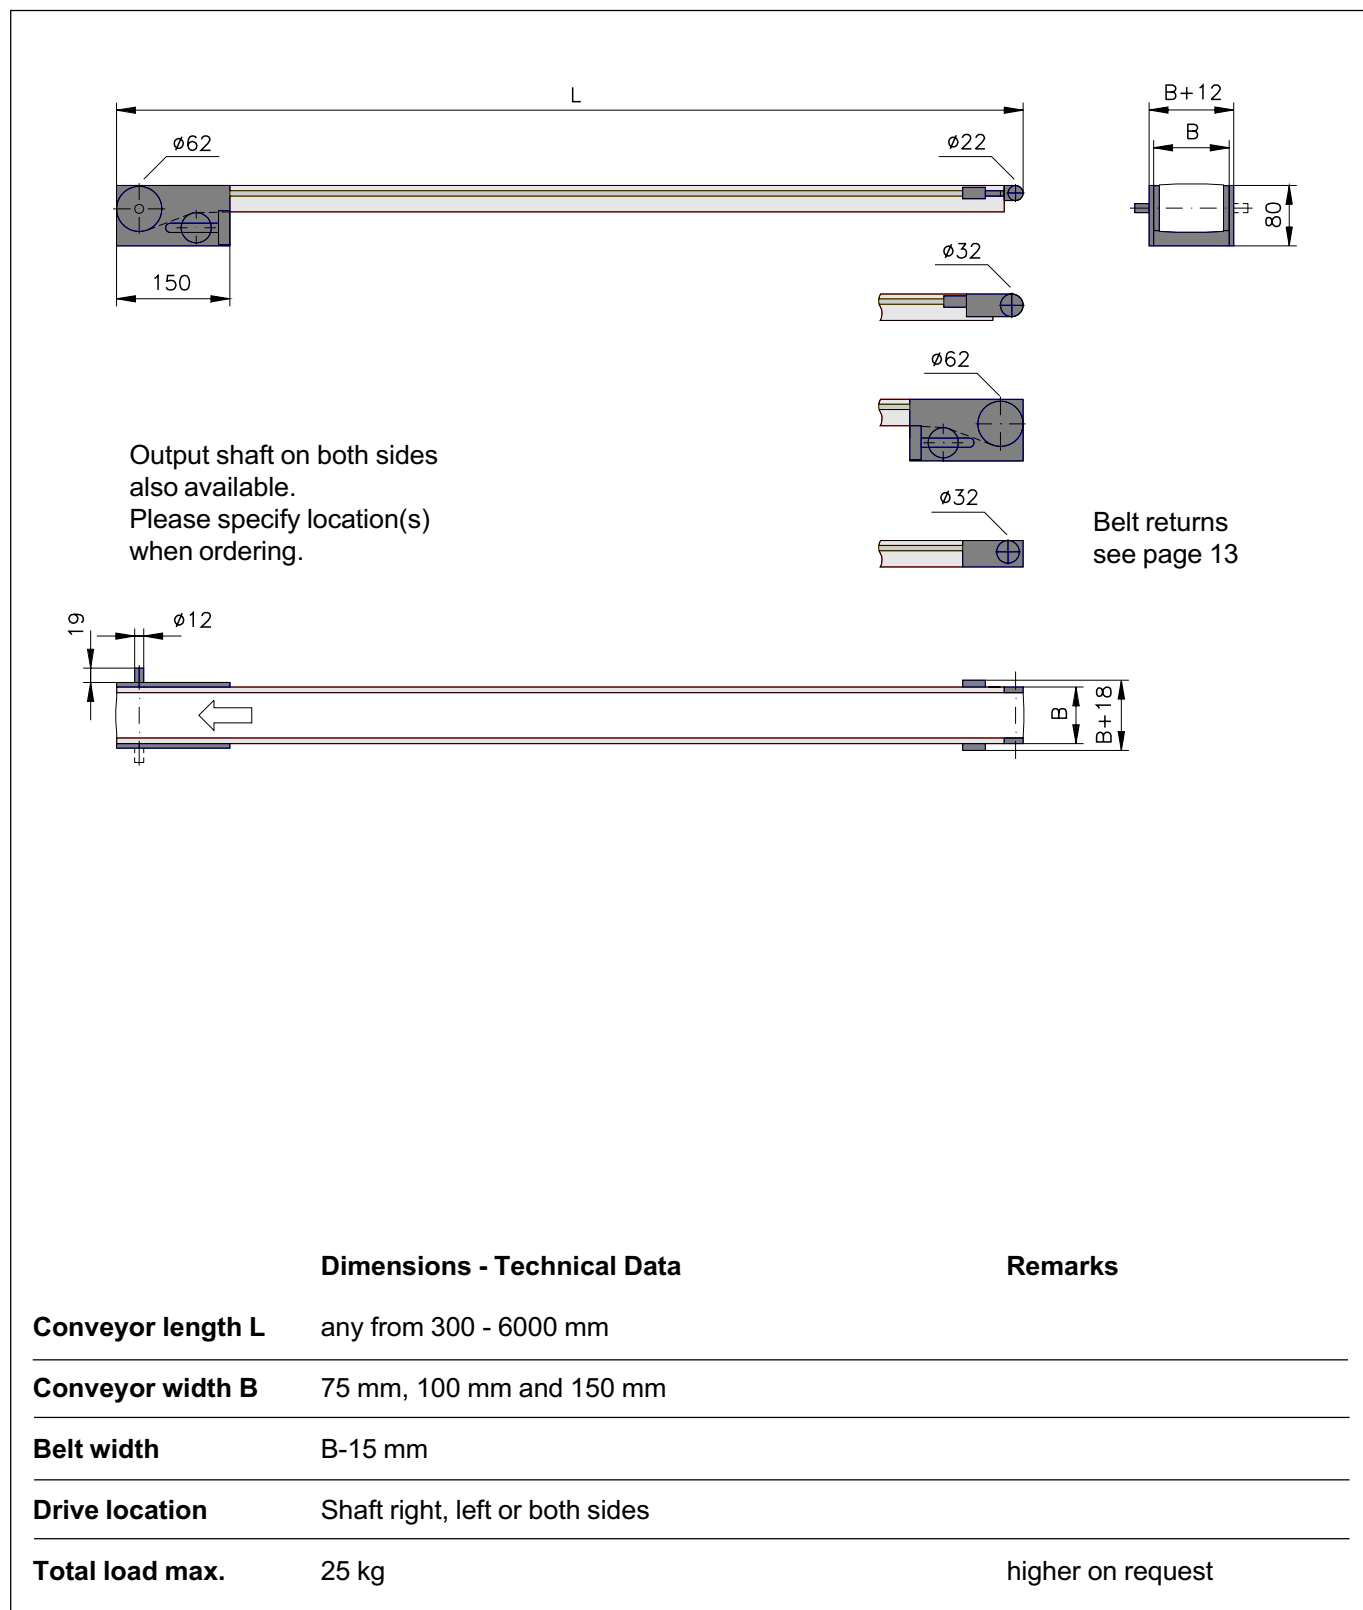 L
B+12
ø62
ø22
B
80
150
ø32
ø62
Output shaft on both sides
also available.
Please specify location(s)
when ordering.
ø32
Belt returns
see page 13
19
ø12
B
B+18
Dimensions - Technical Data Remarks
Conveyor length L any from 300 - 6000 mm
Conveyor width B 75 mm, 100 mm and 150 mm
Belt width B-15 mm
Drive location Shaft right, left or both sides
Total load max. 25 kg higher on request